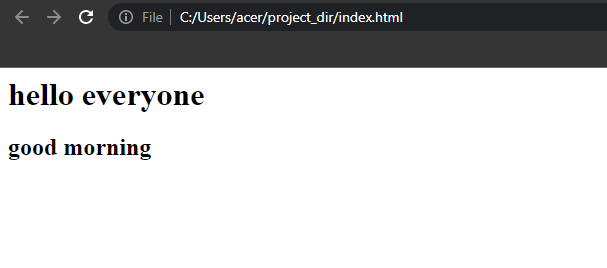 File C:/Users/acer/project_dir/index.html
hello everyone
good morning